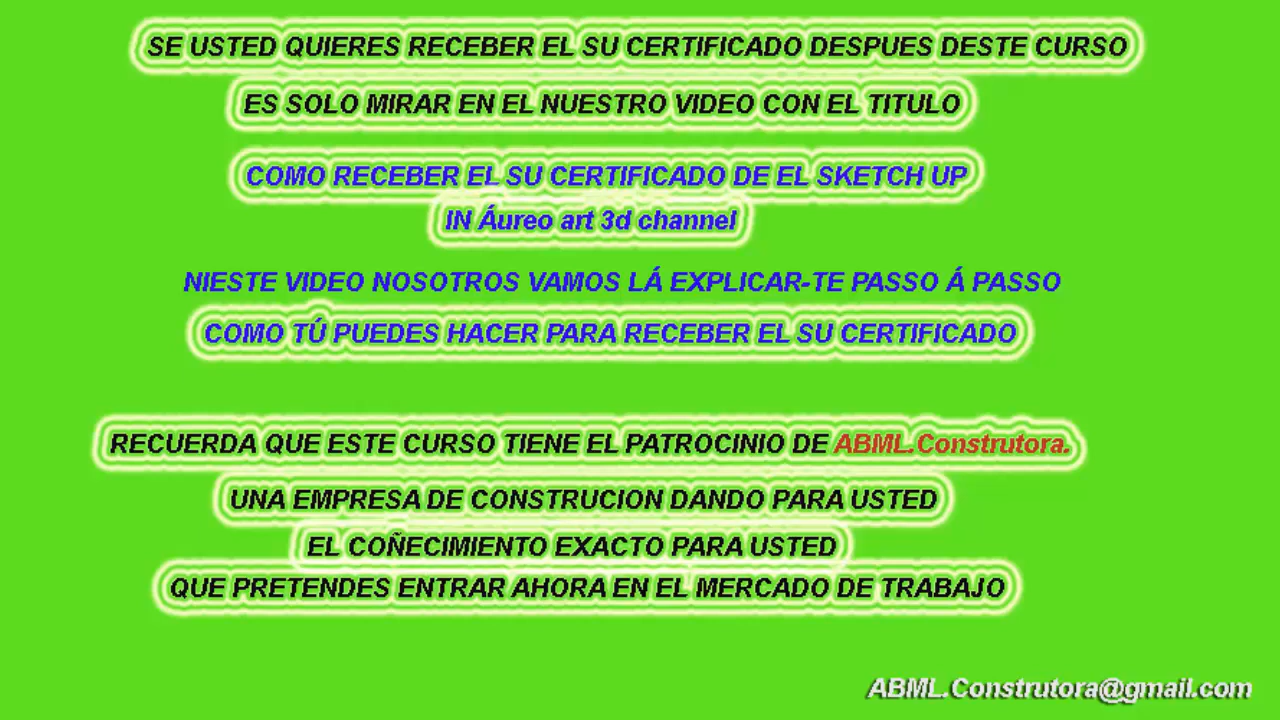 SE USTED QUIERES RECEBER EL SU CERTIFICADO DESPUES DESTE CURSO
ES SOLO MIRAR EN EL NUESTRO VIDEO CON EL TITULO
COMO RECEBER EL SU CERTIFICADO DE EL SKETCH UP
IN Áureo art 3d channel
NIESTE VIDEO NOSOTROS VAMOS LÁ EXPLICAR-TE PASSO Á PASSO
COMO TÚ PUEDES HACER PARA RECEBER EL SU CERTIFICADO
RECUERDA QUE ESTE CURSO TIENE EL PATROCINIO DE ABML.Construtora.
UNA EMPRESA DE CONSTRUCION DANDO PARA USTED
EL COÑECIMIENTO EXACTO PARA USTED
QUE PRETENDES ENTRAR AHORA EN EL MERCADO DE TRABAJO
ABML.Construtora@gmail.com